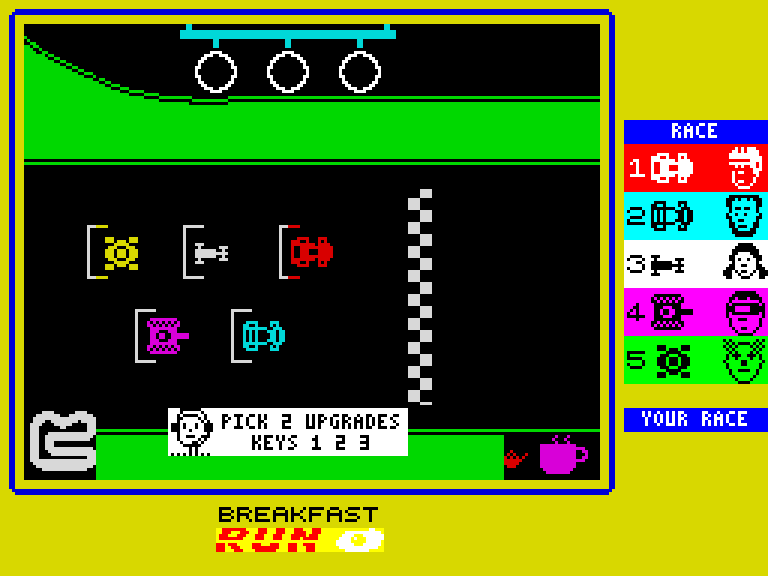 RACE
1
2
3
4
5
PICK 2 UPGRADES
KEYS 1 2 3
YOUR RACE
BREAKFAST
RUN